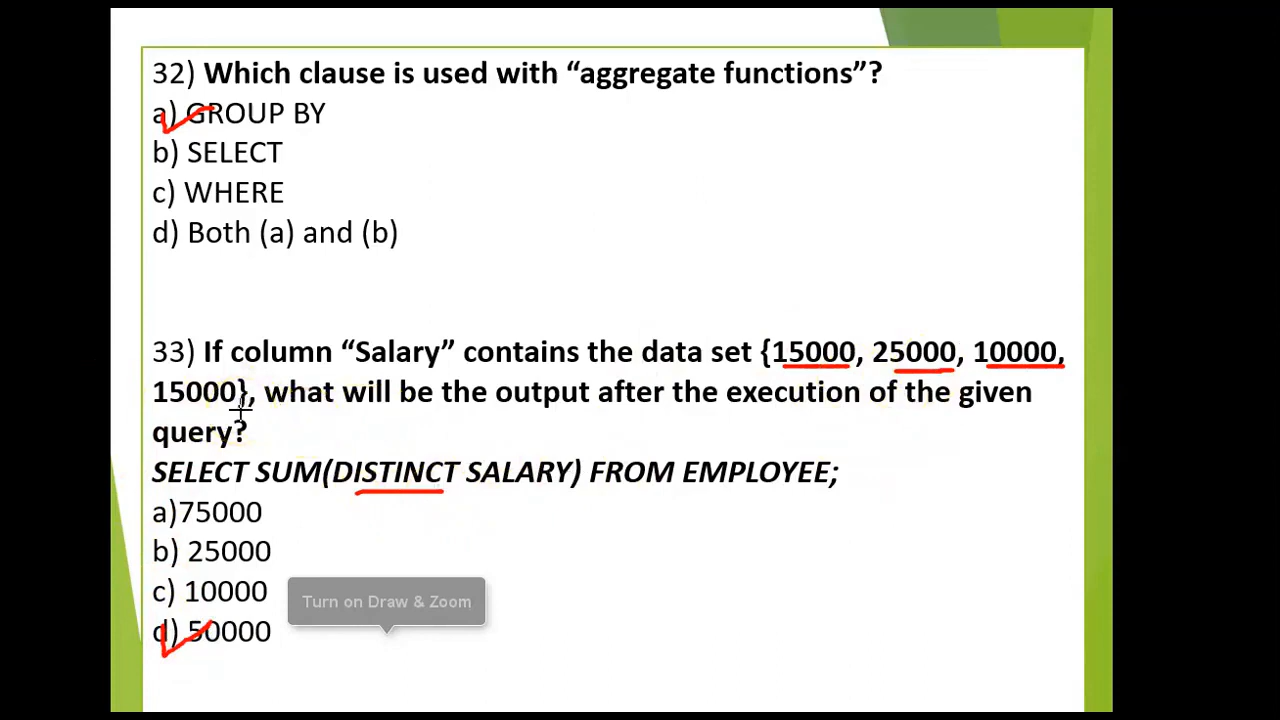 32) Which clause is used with “aggregate functions”?
a) GROUP BY
b) SELECT
c) WHERE
d) Both (a) and (b)
33) If column “Salary” contains the data set {15000, 25000, 10000,
15000}, what will be the output after the execution of the given
query?
SELECT SUM(DISTINCT SALARY) FROM EMPLOYEE;
a)75000
b) 25000
c) 10000
Turn on Draw & Zoom
d) 50000